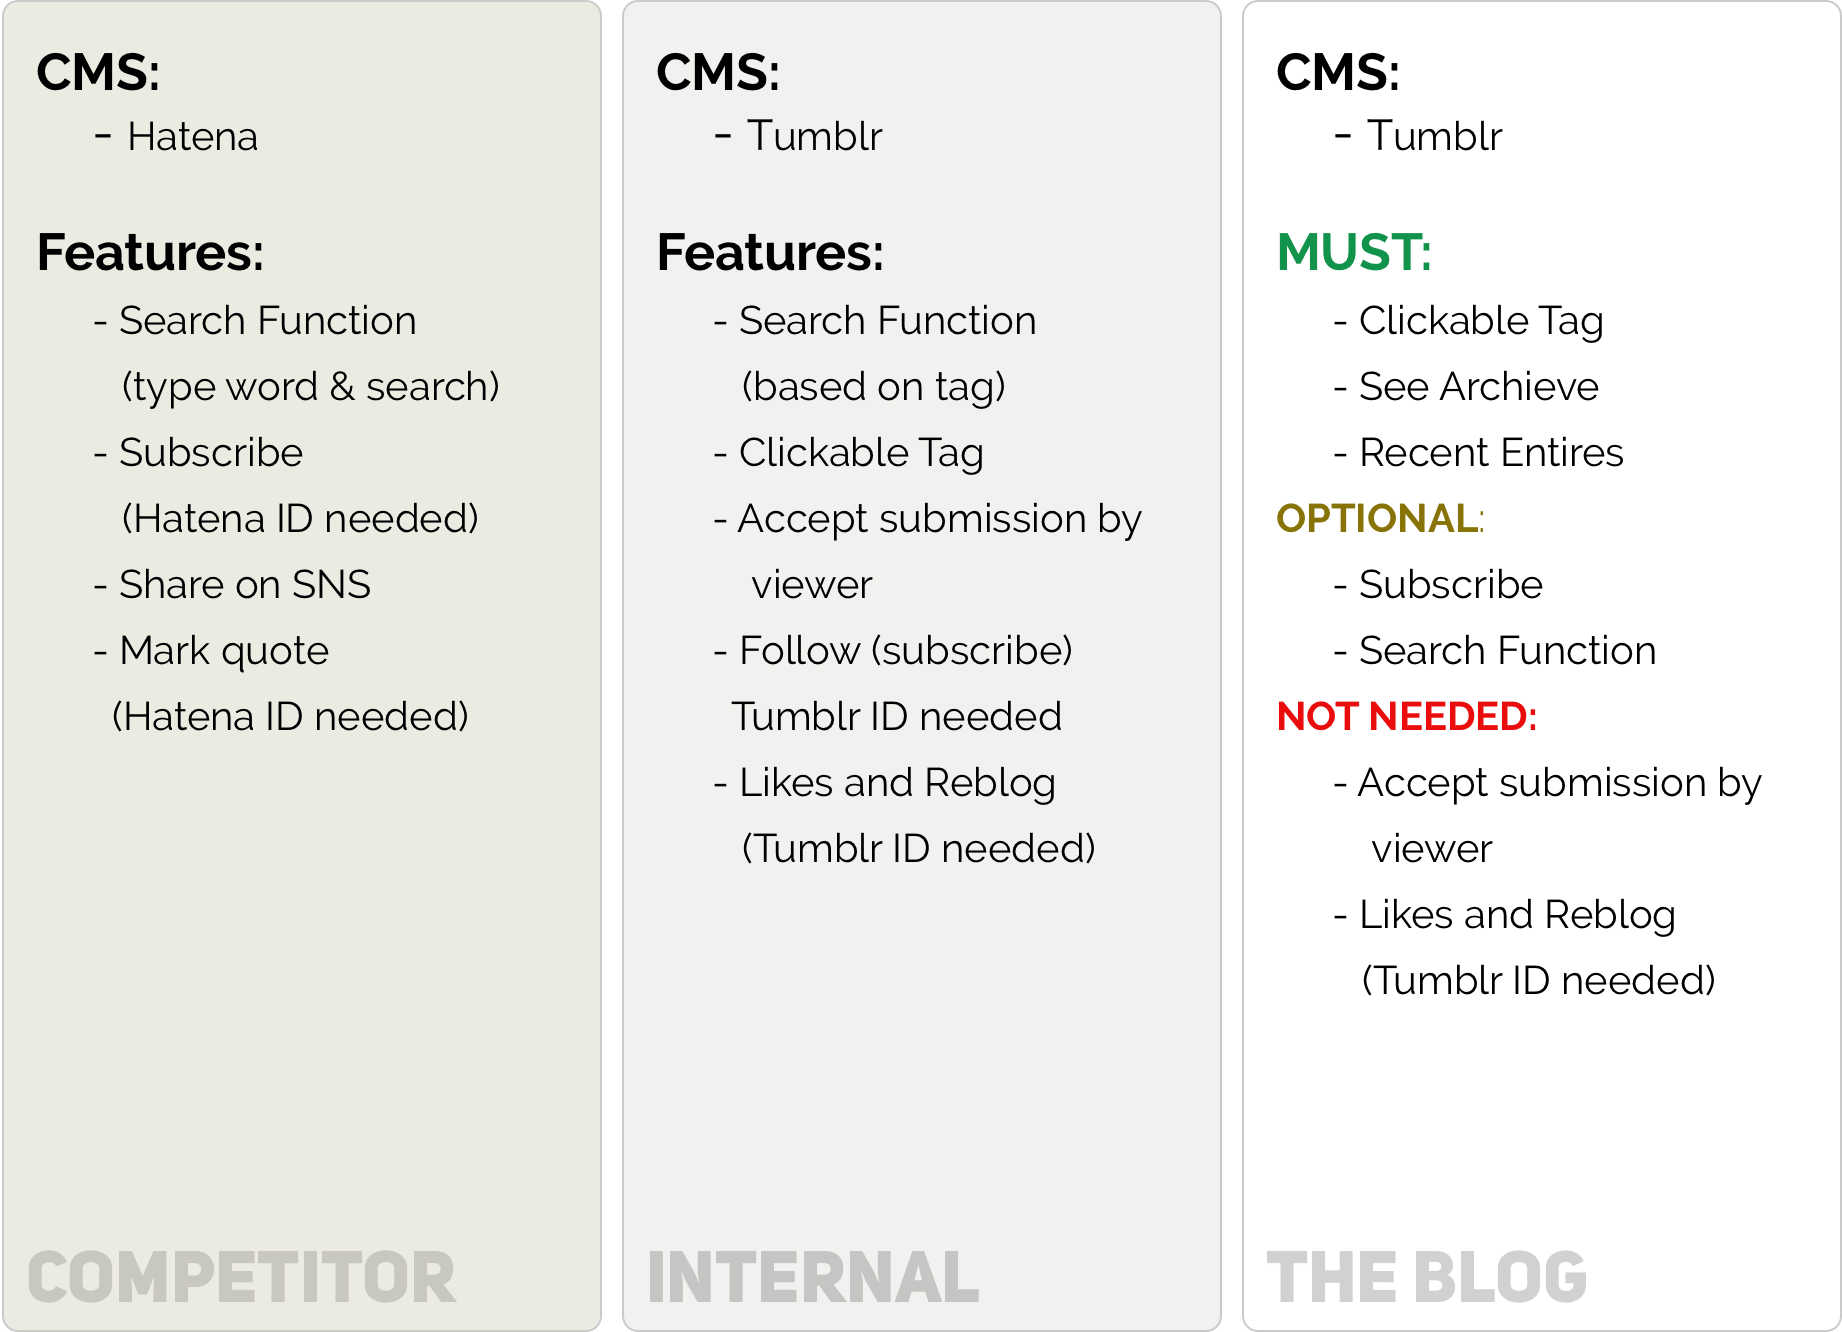 CMS:
- Hatena
Features:
- Search Function
(type word & search)
- Subscribe
(Hatena ID needed)
- Share on SNS
- Mark quote
(Hatena ID needed)
COMPETITOR
CMS:
- Tumblr
Features:
- Search Function
(based on tag)
- Clickable Tag
- Accept submission by
viewer
- Follow (subscribe)
Tumblr ID needed
- Likes and Reblog
(Tumblr ID needed)
INTERNAL
CMS:
- Tumblr
MUST:
- Clickable Tag
- See Archieve
- Recent Entires
OPTIONAL:
- Subscribe
- Search Function
NOT NEEDED:
- Accept submission by
viewer
- Likes and Reblog
(Tumblr ID needed)
THE BLOG